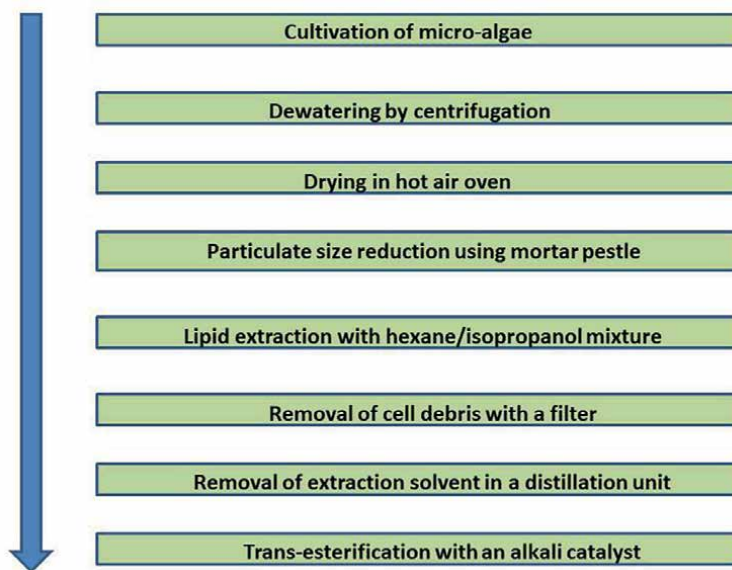 Cultivation of micro-algae
Dewatering by centrifugation
Drying in hot air oven
Particulate size reduction using mortar pestle
Lipid extraction with hexane/isopropanol mixture
Removal of cell debris with a filter
Removal of extraction solvent in a distillation unit
Trans-esterification with an alkali catalyst